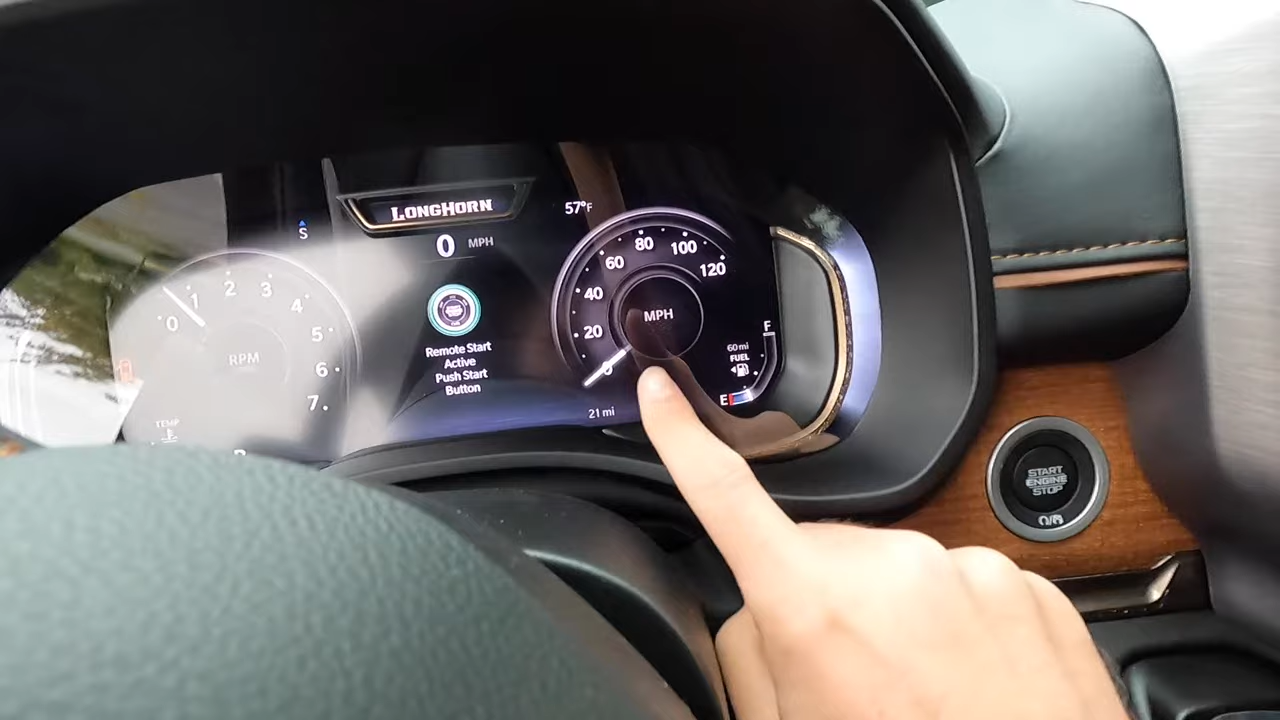 LONGHORN
57°F
S
0 MPH
0
1
2
3
4
5
6
7
RPM
TEMP
Remote Start
Active
Push Start
Button
0
20
40
60
80
100
120
MPH
60 mi
FUEL
F
E
21 mi
START
ENGINE
STOP